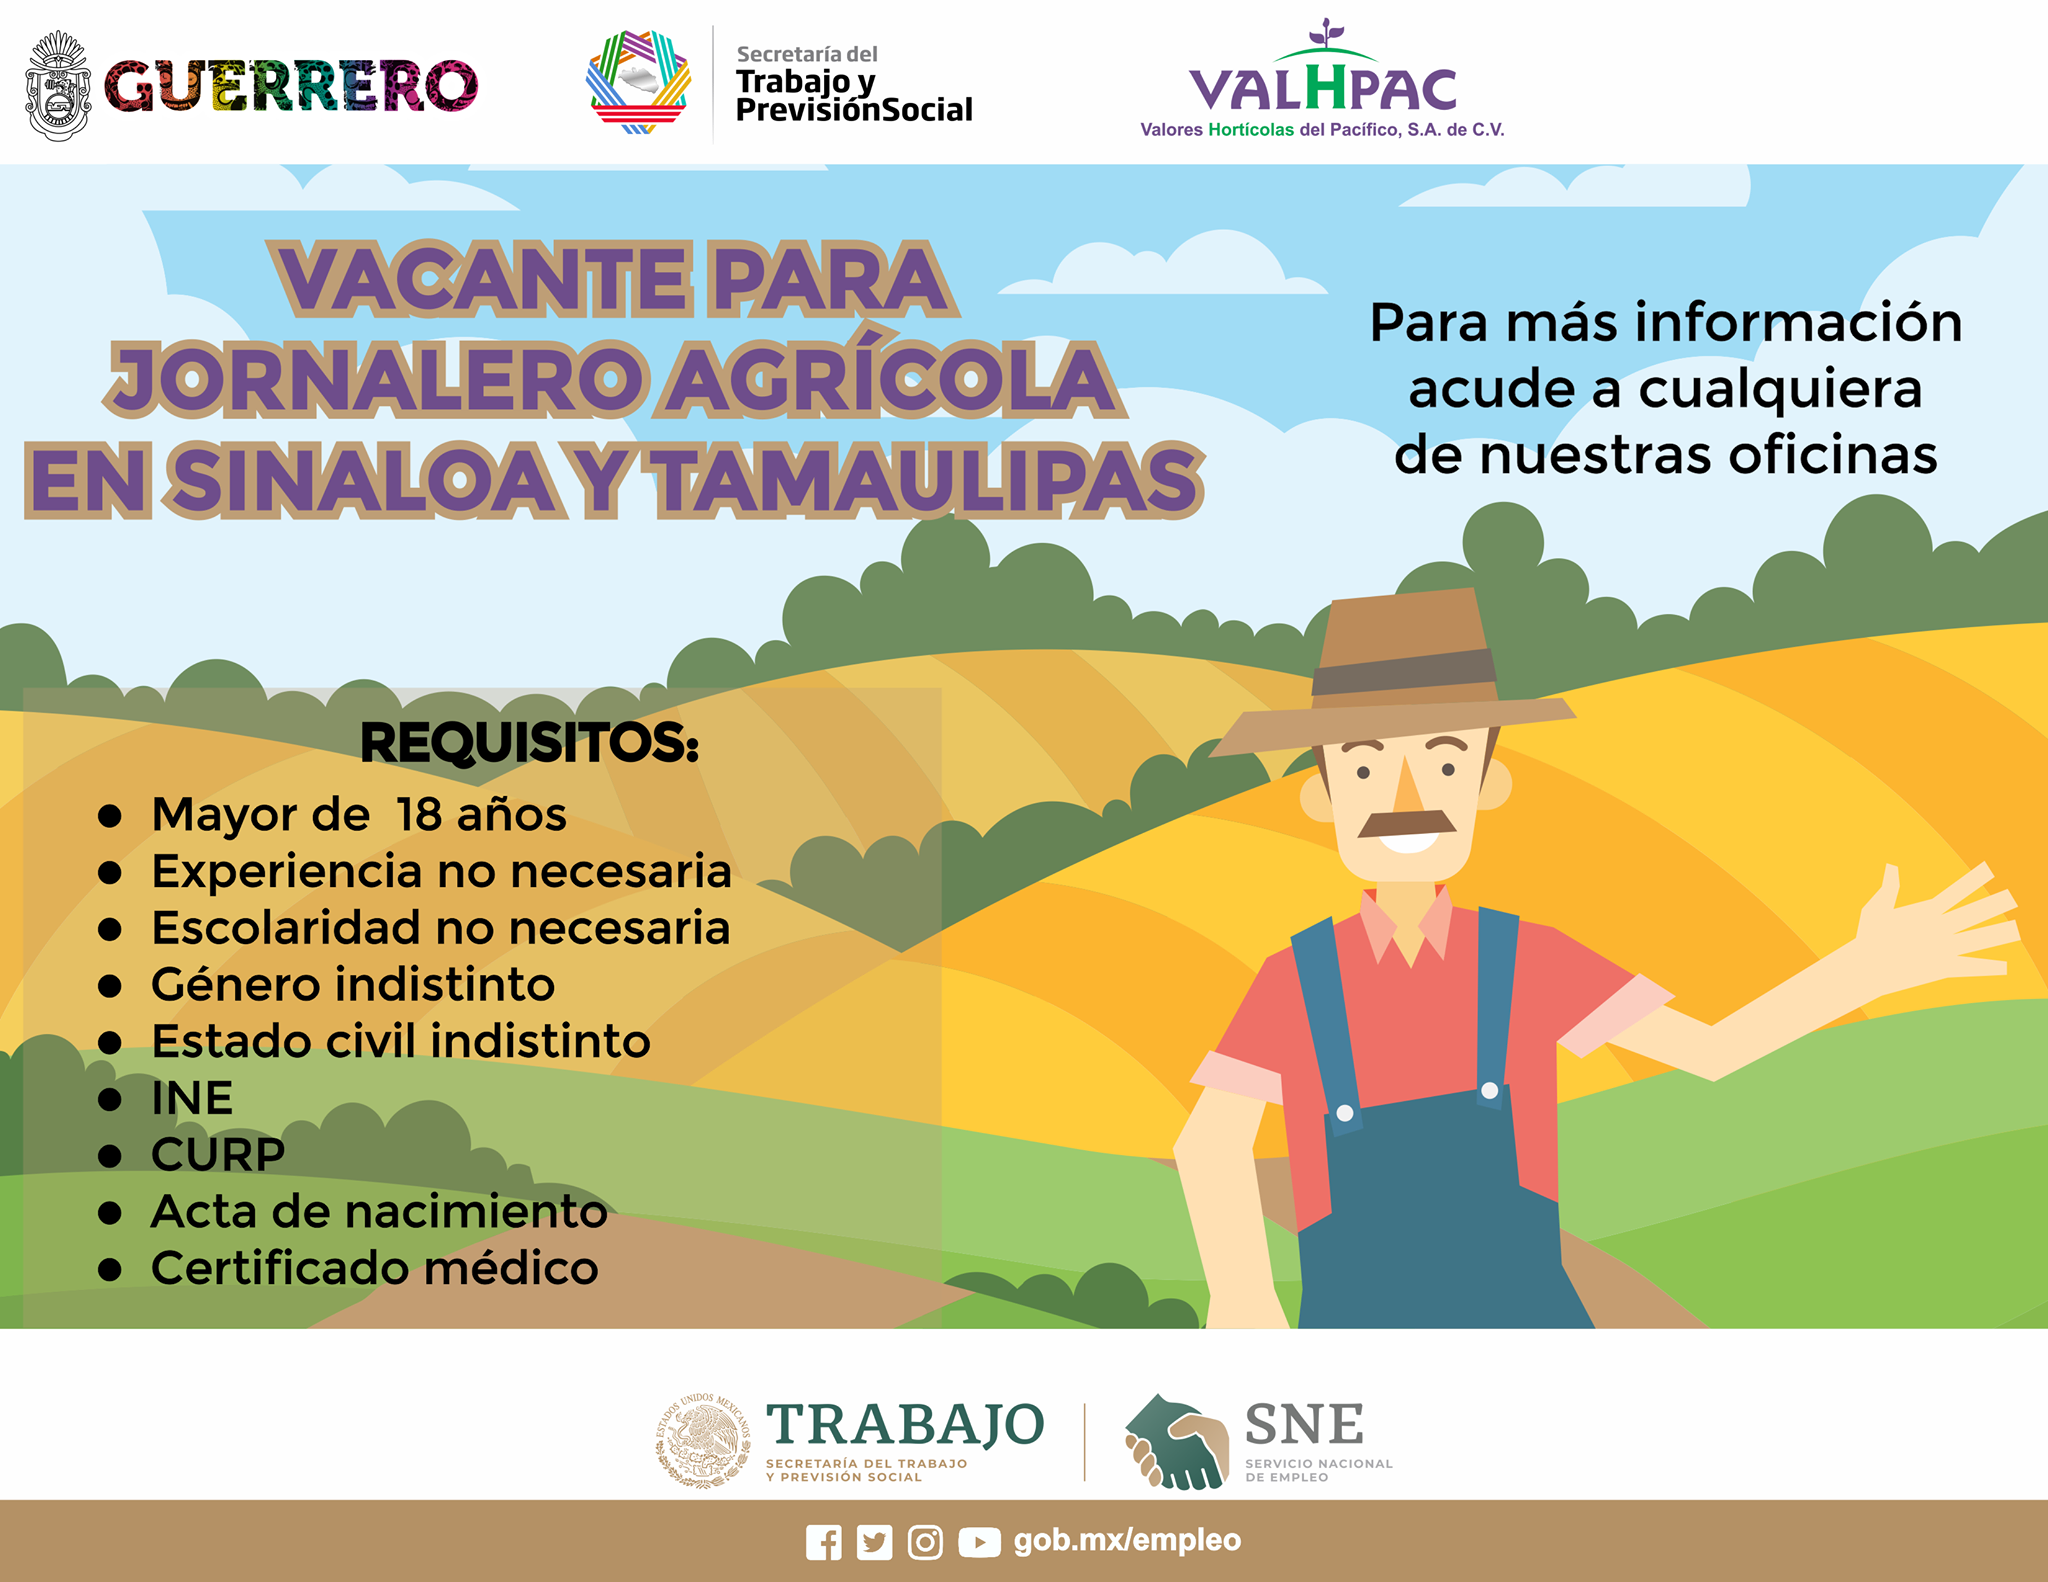 GUERRERO
Secretaría del
Trabajo y
PrevisiónSocial
VALHPAC
Valores Hortícolas del Pacífico, S.A. de C.V.
VACANTE PARA
JORNALERO AGRÍCOLA
EN SINALOA Y TAMAULIPAS
Para más información
acude a cualquiera
de nuestras oficinas
REQUISITOS:
● Mayor de 18 años
● Experiencia no necesaria
● Escolaridad no necesaria
● Género indistinto
● Estado civil indistinto
● INE
● CURP
● Acta de nacimiento
● Certificado médico
ESTADOS UNIDOS MEXICANOS
TRABAJO
SECRETARÍA DEL TRABAJO
Y PREVISIÓN SOCIAL
SNE
SERVICIO NACIONAL
DE EMPLEO
gob.mx/empleo